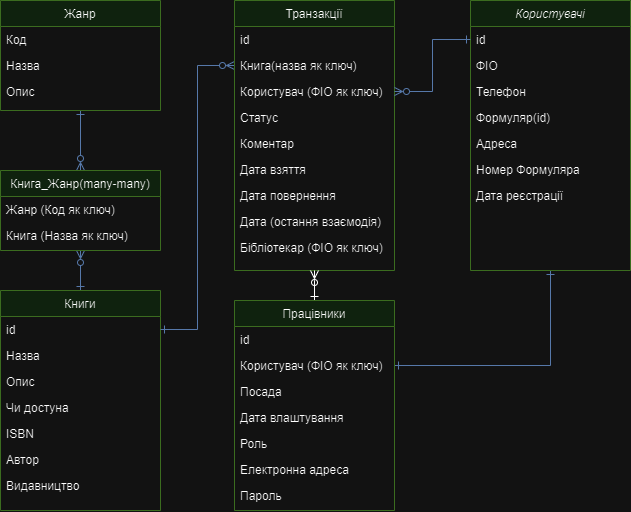 Жанр
Код
Назва
Опис
Книга_Жанр(many-many)
Жанр (Код як ключ)
Книга (Назва як ключ)
Книги
id
Назва
Опис
Чи достуна
ISBN
Автор
Видавництво
Транзакції
id
Книга(назва як ключ)
Користувач (ФІО як ключ)
Статус
Коментар
Дата взяття
Дата повернення
Дата (остання взаємодія)
Бібліотекар (ФІО як ключ)
Працівники
id
Користувач (ФІО як ключ)
Посада
Дата влаштування
Роль
Електронна адреса
Пароль
Користувачі
id
ФІО
Телефон
Формуляр(id)
Адреса
Номер Формуляра
Дата реєстрації